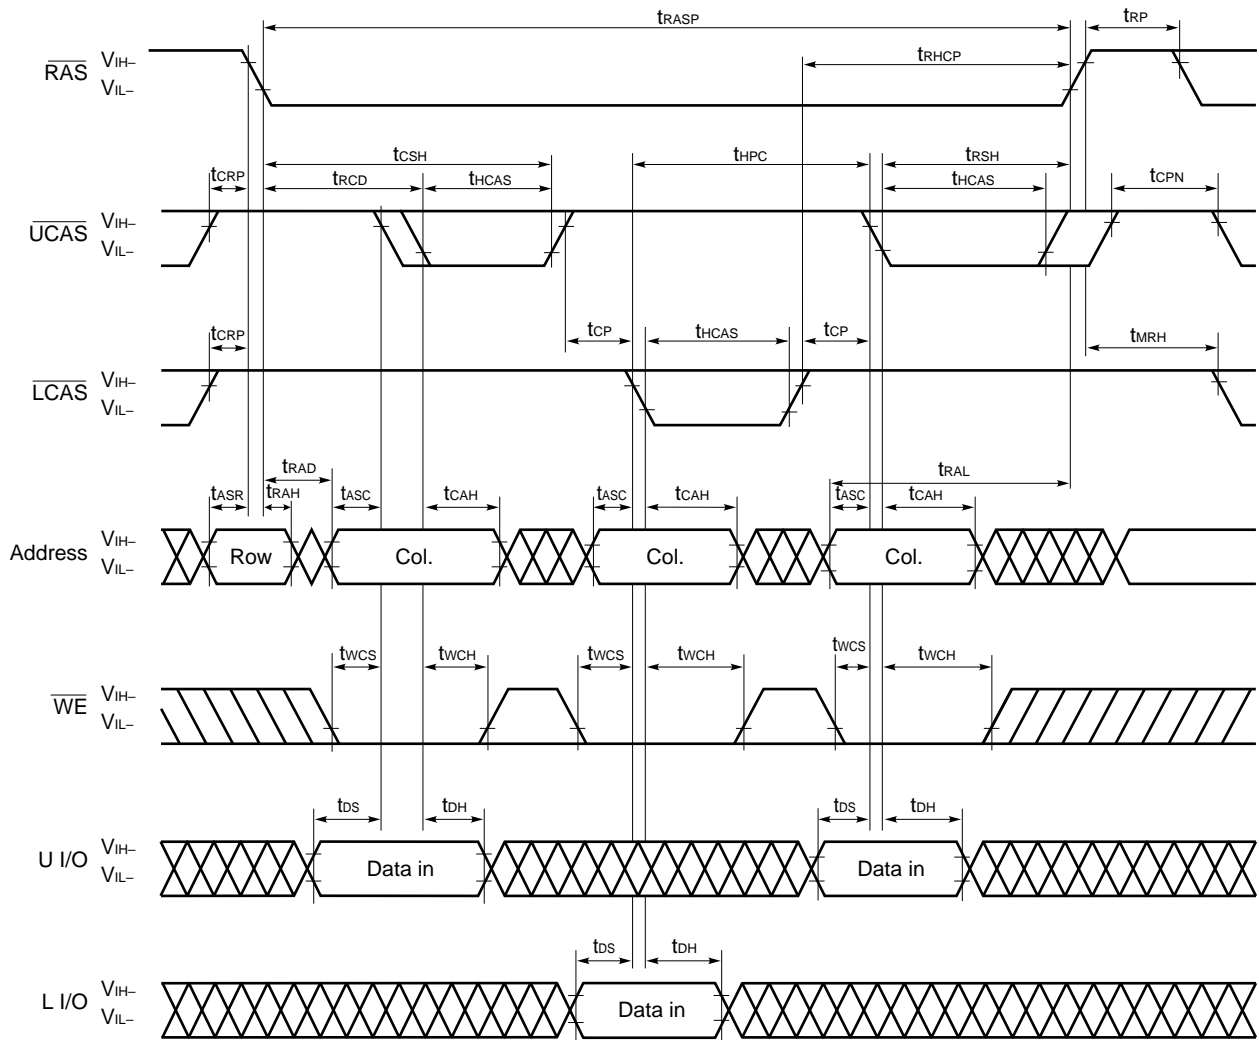 tRASP tRP
tRHCP
RAS VIH–
VIL–
tCSH tHPC tRSH
tCRP tRCD tHCAS tHCAS tCPN
UCAS VIH–
VIL–
tCRP tCP tHCAS tCP tMRH
LCAS VIH–
VIL–
tRAD tRAL
tASR tRAH tASC tCAH tASC tCAH tASC tCAH
Address VIH–
VIL–
Row Col. Col. Col.
tWCS tWCH tWCS tWCH tWCS tWCH
WE VIH–
VIL–
tDS tDH tDS tDH
U I/O VIH–
VIL–
Data in Data in
tDS tDH
L I/O VIH–
VIL–
Data in